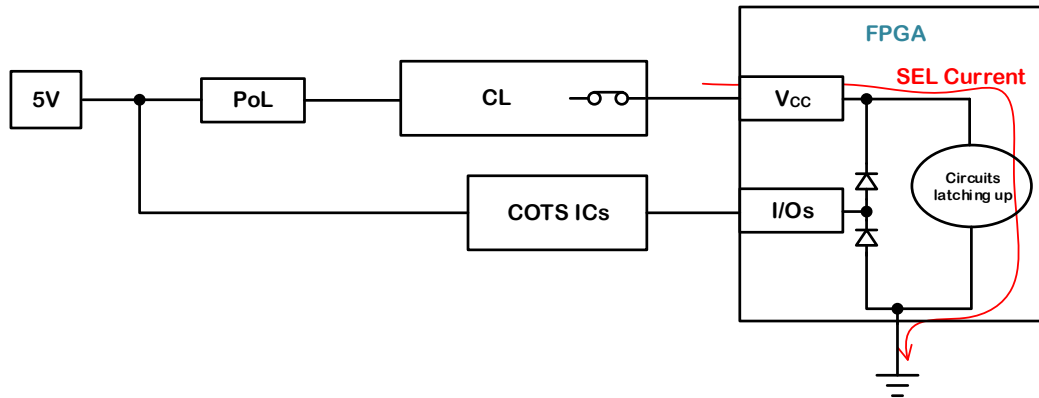 FPGA
SEL Current
5V
PoL
CL
VCC
COTS ICs
I/Os
Circuits
latching up